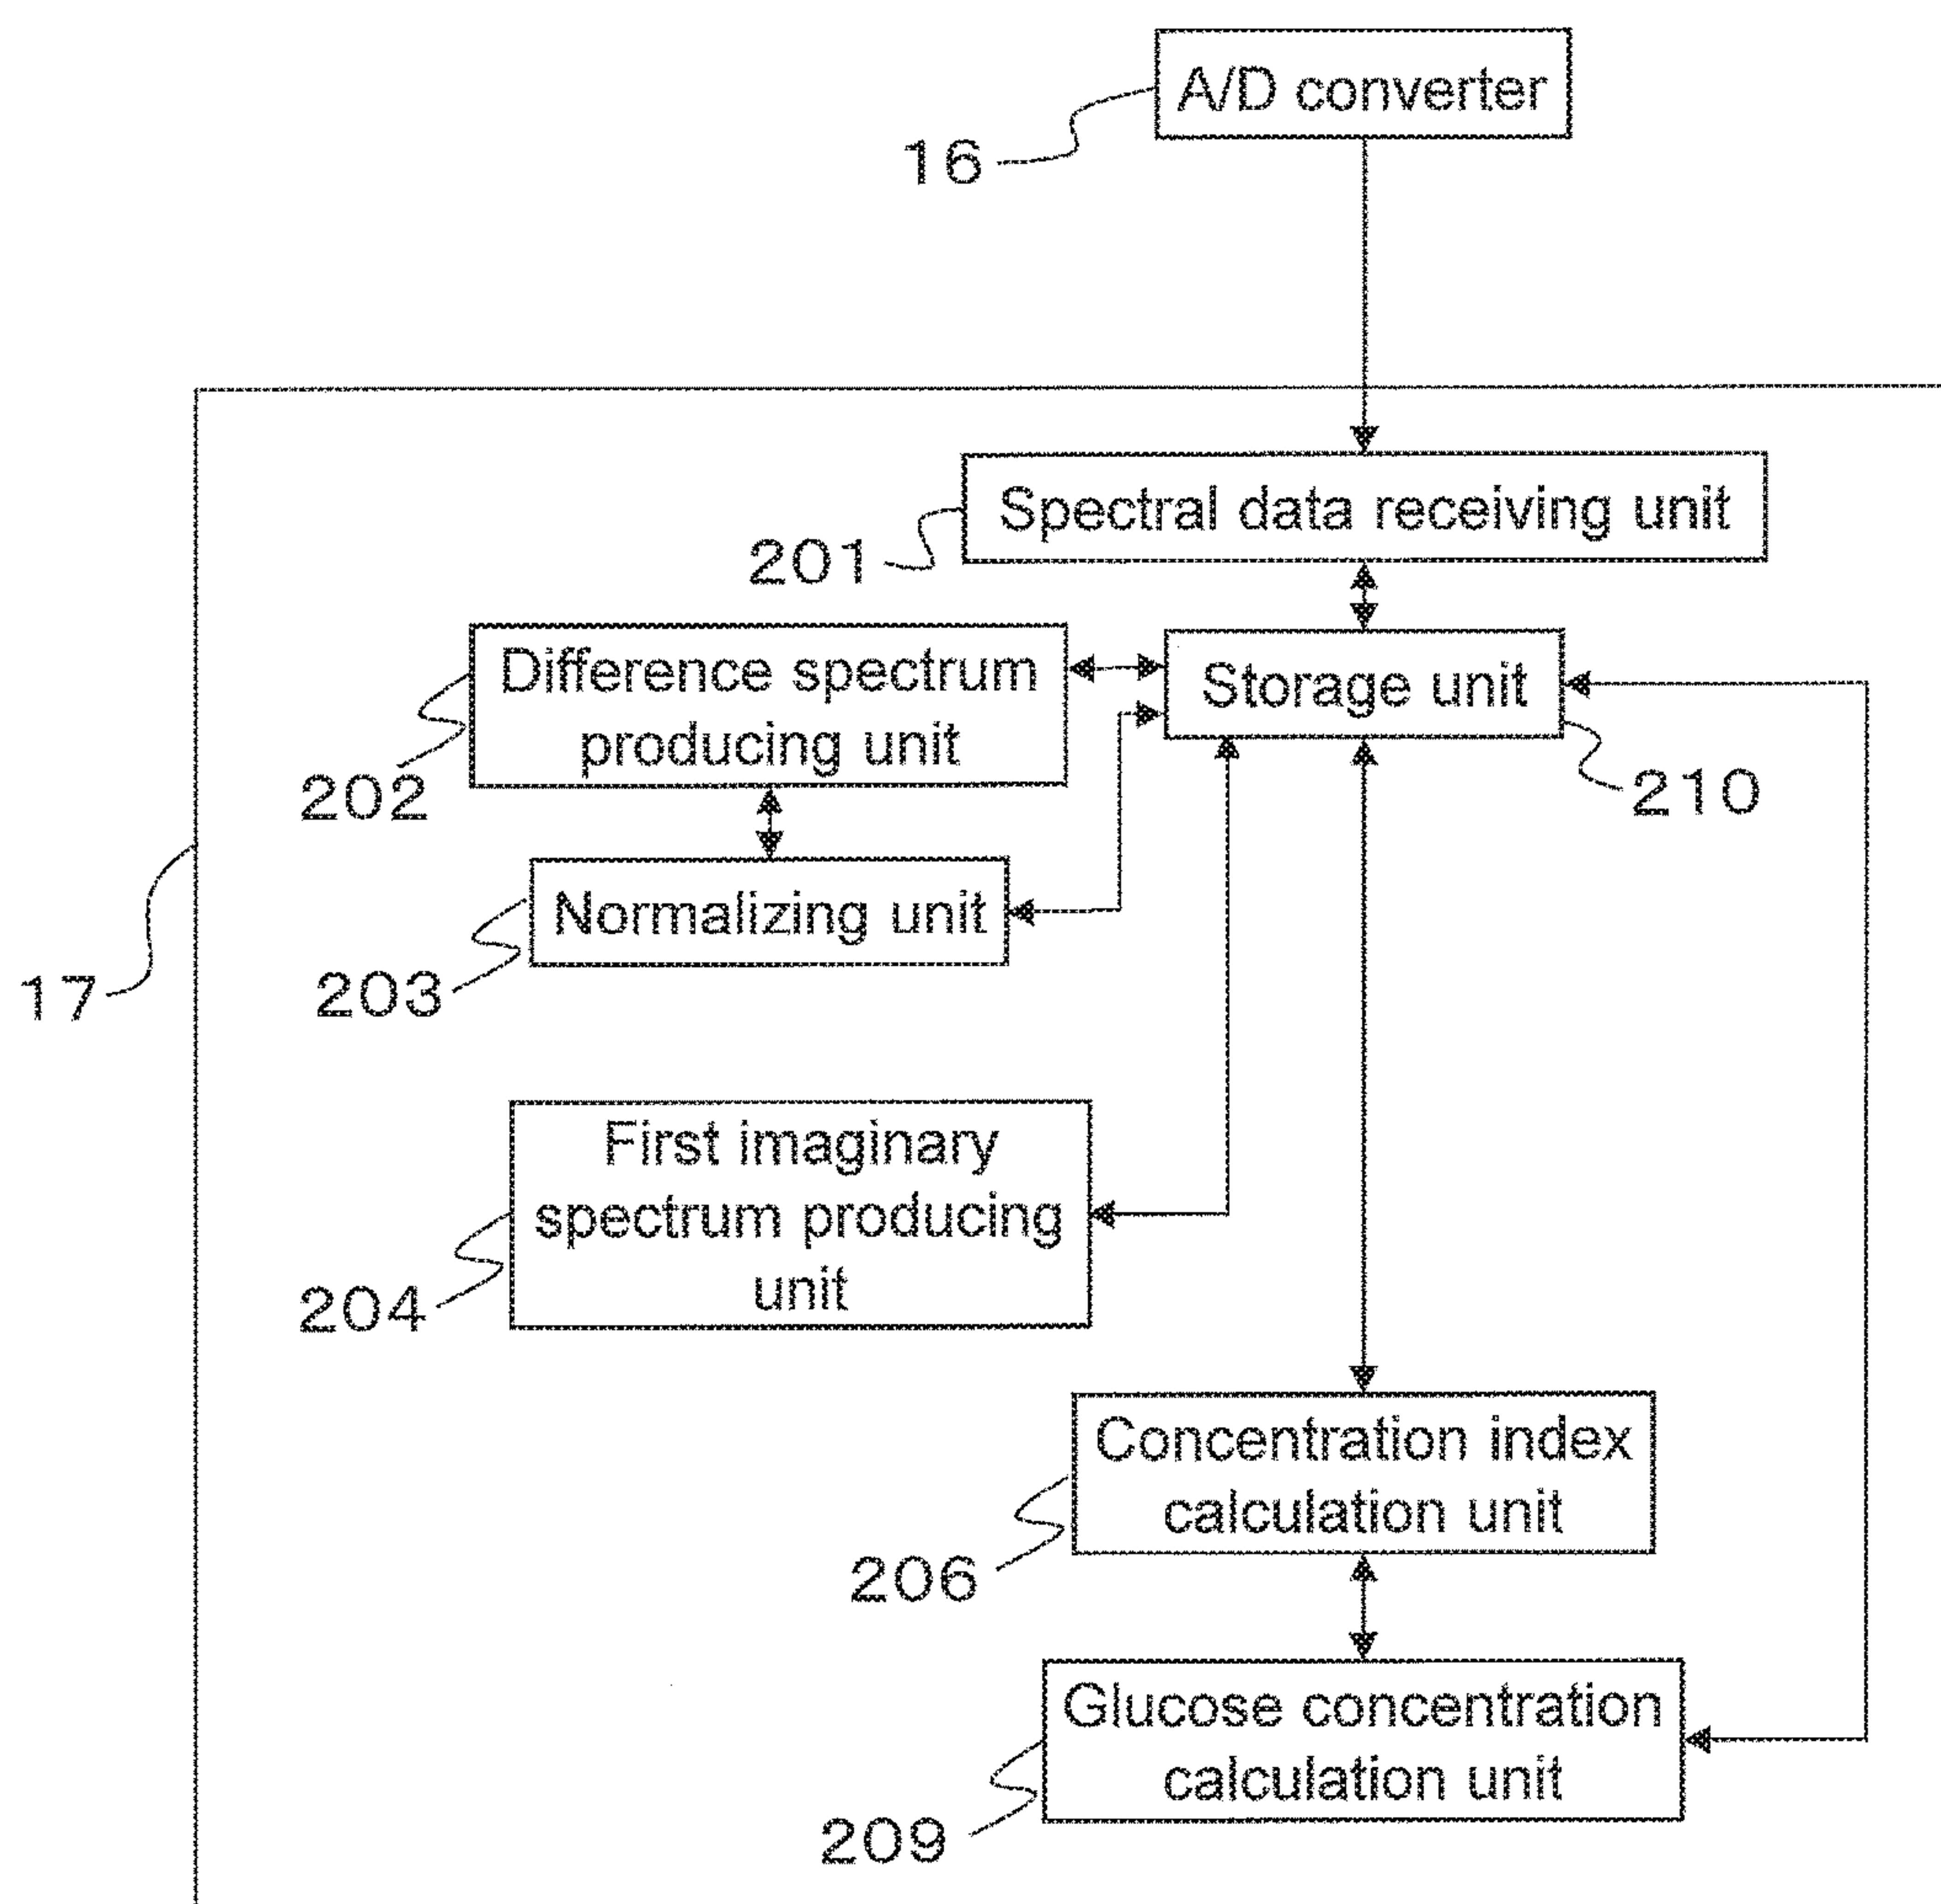 A/D converter
16
Spectral data receiving unit
201
Difference spectrum
producing unit
202
Storage unit
210
Normalizing unit
203
17
First imaginary
spectrum producing
unit
204
Concentration index
calculation unit
206
Glucose concentration
calculation unit
209